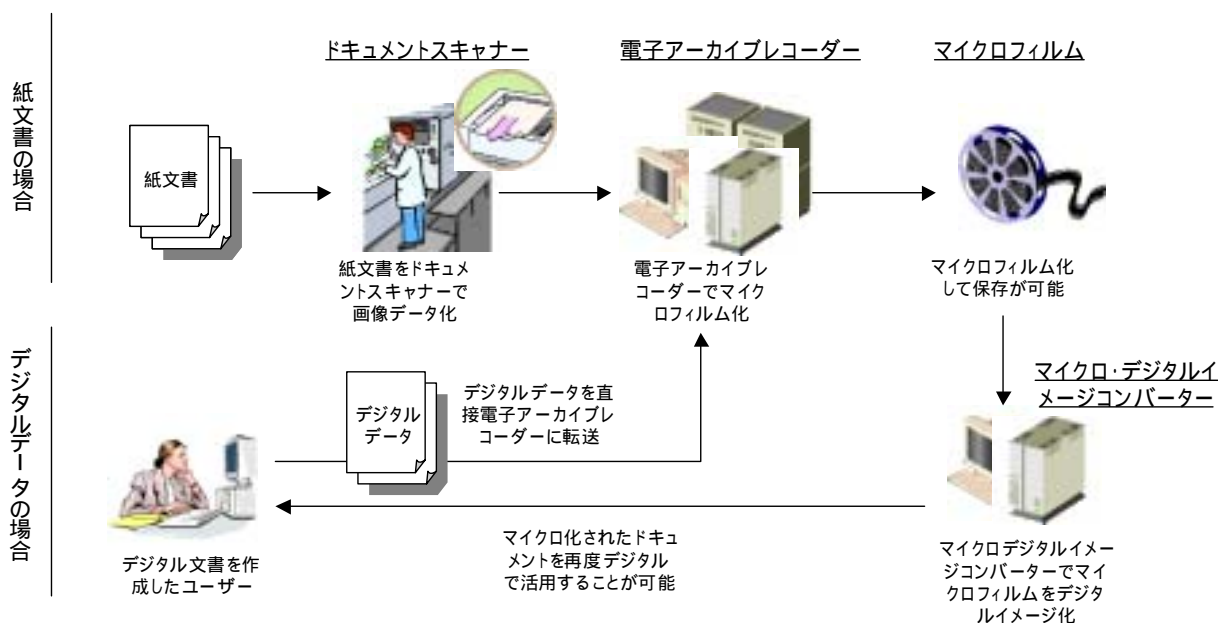 紙文書の場合
ドキュメントスキャナー
電子アーカイブレコーダー
マイクロフィルム
紙文書
紙文書をドキュメ
ントスキャナーで
画像データ化
電子アーカイブレ
コーダーでマイク
ロフィルム化
マイクロフィルム化
して保存が可能
デジタルデータの場合
デジタル
データ
デジタルデータを直
接電子アーカイブレ
コーダーに転送
マイクロ・デジタルイ
メージコンバーター
デジタル文書を作
成したユーザー
マイクロ化されたドキュ
メントを再度デジタル
で活用することが可能
マイクロデジタルイメー
ジコンバーターでマイ
クロフィルムをデジタ
ルイメージ化